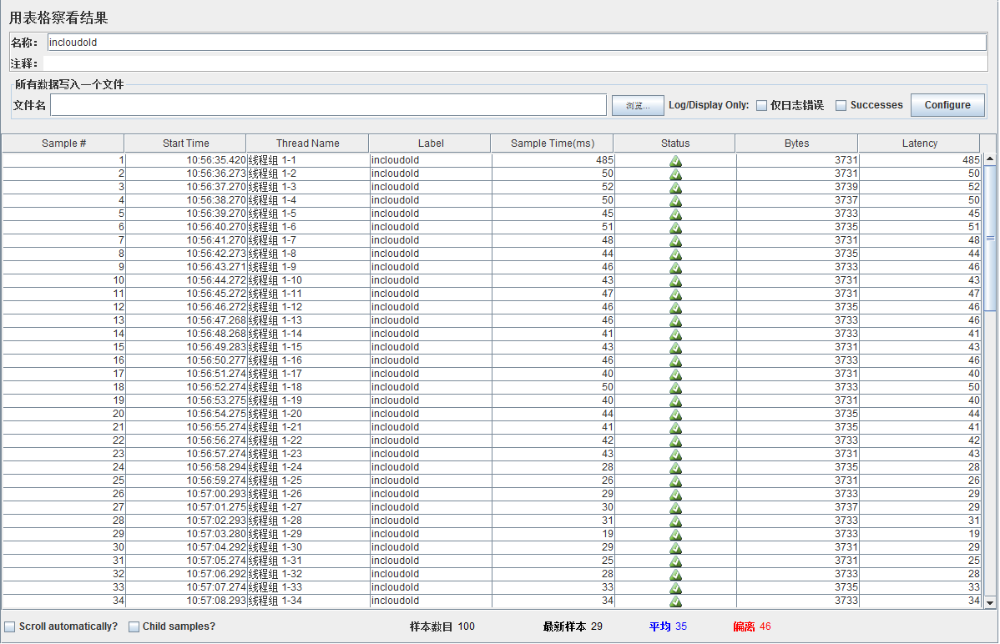 用表格察看结果
名称： incloudold
注释：
所有数据写入一个文件
文件名 浏览... Log/Display Only: 仅日志错误 Successes Configure
Sample # Start Time Thread Name Label Sample Time(ms) Status Bytes Latency
1 10:56:35.420 线程组 1-1 incloudold 485 3731 485
2 10:56:36.273 线程组 1-2 incloudold 50 3731 50
3 10:56:37.270 线程组 1-3 incloudold 52 3739 52
4 10:56:38.270 线程组 1-4 incloudold 50 3737 50
5 10:56:39.270 线程组 1-5 incloudold 45 3733 45
6 10:56:40.270 线程组 1-6 incloudold 51 3735 51
7 10:56:41.270 线程组 1-7 incloudold 48 3731 48
8 10:56:42.273 线程组 1-8 incloudold 44 3735 44
9 10:56:43.271 线程组 1-9 incloudold 46 3733 46
10 10:56:44.272 线程组 1-10 incloudold 43 3731 43
11 10:56:45.272 线程组 1-11 incloudold 47 3731 47
12 10:56:46.272 线程组 1-12 incloudold 46 3735 46
13 10:56:47.268 线程组 1-13 incloudold 46 3733 46
14 10:56:48.268 线程组 1-14 incloudold 41 3733 41
15 10:56:49.283 线程组 1-15 incloudold 43 3731 43
16 10:56:50.277 线程组 1-16 incloudold 46 3733 46
17 10:56:51.274 线程组 1-17 incloudold 40 3731 40
18 10:56:52.274 线程组 1-18 incloudold 50 3733 50
19 10:56:53.275 线程组 1-19 incloudold 40 3731 40
20 10:56:54.275 线程组 1-20 incloudold 44 3735 44
21 10:56:55.274 线程组 1-21 incloudold 41 3735 41
22 10:56:56.274 线程组 1-22 incloudold 42 3733 42
23 10:56:57.274 线程组 1-23 incloudold 43 3731 43
24 10:56:58.294 线程组 1-24 incloudold 28 3735 28
25 10:56:59.274 线程组 1-25 incloudold 26 3731 26
26 10:57:00.293 线程组 1-26 incloudold 29 3733 29
27 10:57:01.275 线程组 1-27 incloudold 30 3737 29
28 10:57:02.293 线程组 1-28 incloudold 31 3733 31
29 10:57:03.280 线程组 1-29 incloudold 19 3733 19
30 10:57:04.292 线程组 1-30 incloudold 29 3731 29
31 10:57:05.274 线程组 1-31 incloudold 25 3731 25
32 10:57:06.292 线程组 1-32 incloudold 28 3733 28
33 10:57:07.274 线程组 1-33 incloudold 33 3735 33
34 10:57:08.293 线程组 1-34 incloudold 34 3733 34
Scroll automatically? Child samples? 样本数目 100 最新样本 29 平均 35 偏离 46